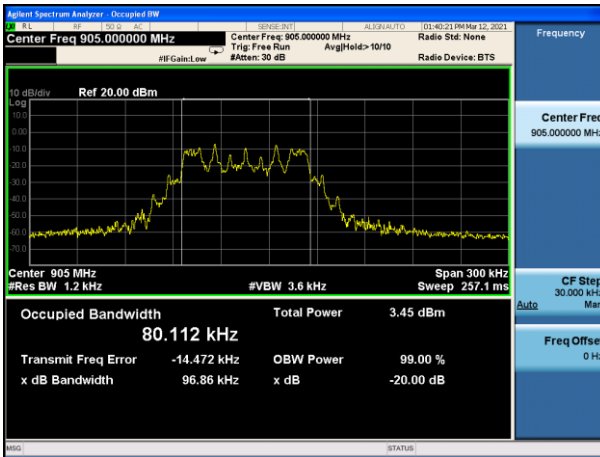 Agilent Spectrum Analyzer - Occupied BW
RL RF 50 Ω AC SENSE:INT ALIGN AUTO 01:40:21 PM Mar 12, 2021
Center Freq 905.000000 MHz
Center Freq: 905.000000 MHz Radio Std: None
Trig: Free Run Avg|Hold:> 10/10
#IFGain:Low #Atten: 30 dB Radio Device: BTS
10 dB/div Ref 20.00 dBm
Log
10.0
0.00
-10.0
-20.0
-30.0
-40.0
-50.0
-60.0
-70.0
Center 905 MHz Span 300 kHz
#Res BW 1.2 kHz #VBW 3.6 kHz Sweep 257.1 ms
Occupied Bandwidth Total Power 3.45 dBm
80.112 kHz
Transmit Freq Error -14.472 kHz OBW Power 99.00 %
x dB Bandwidth 96.86 kHz x dB -20.00 dB
MSG STATUS
Frequency
Center Freq
905.000000 MHz
CF Step
30.000 kHz
Auto Man
Freq Offset
0 Hz